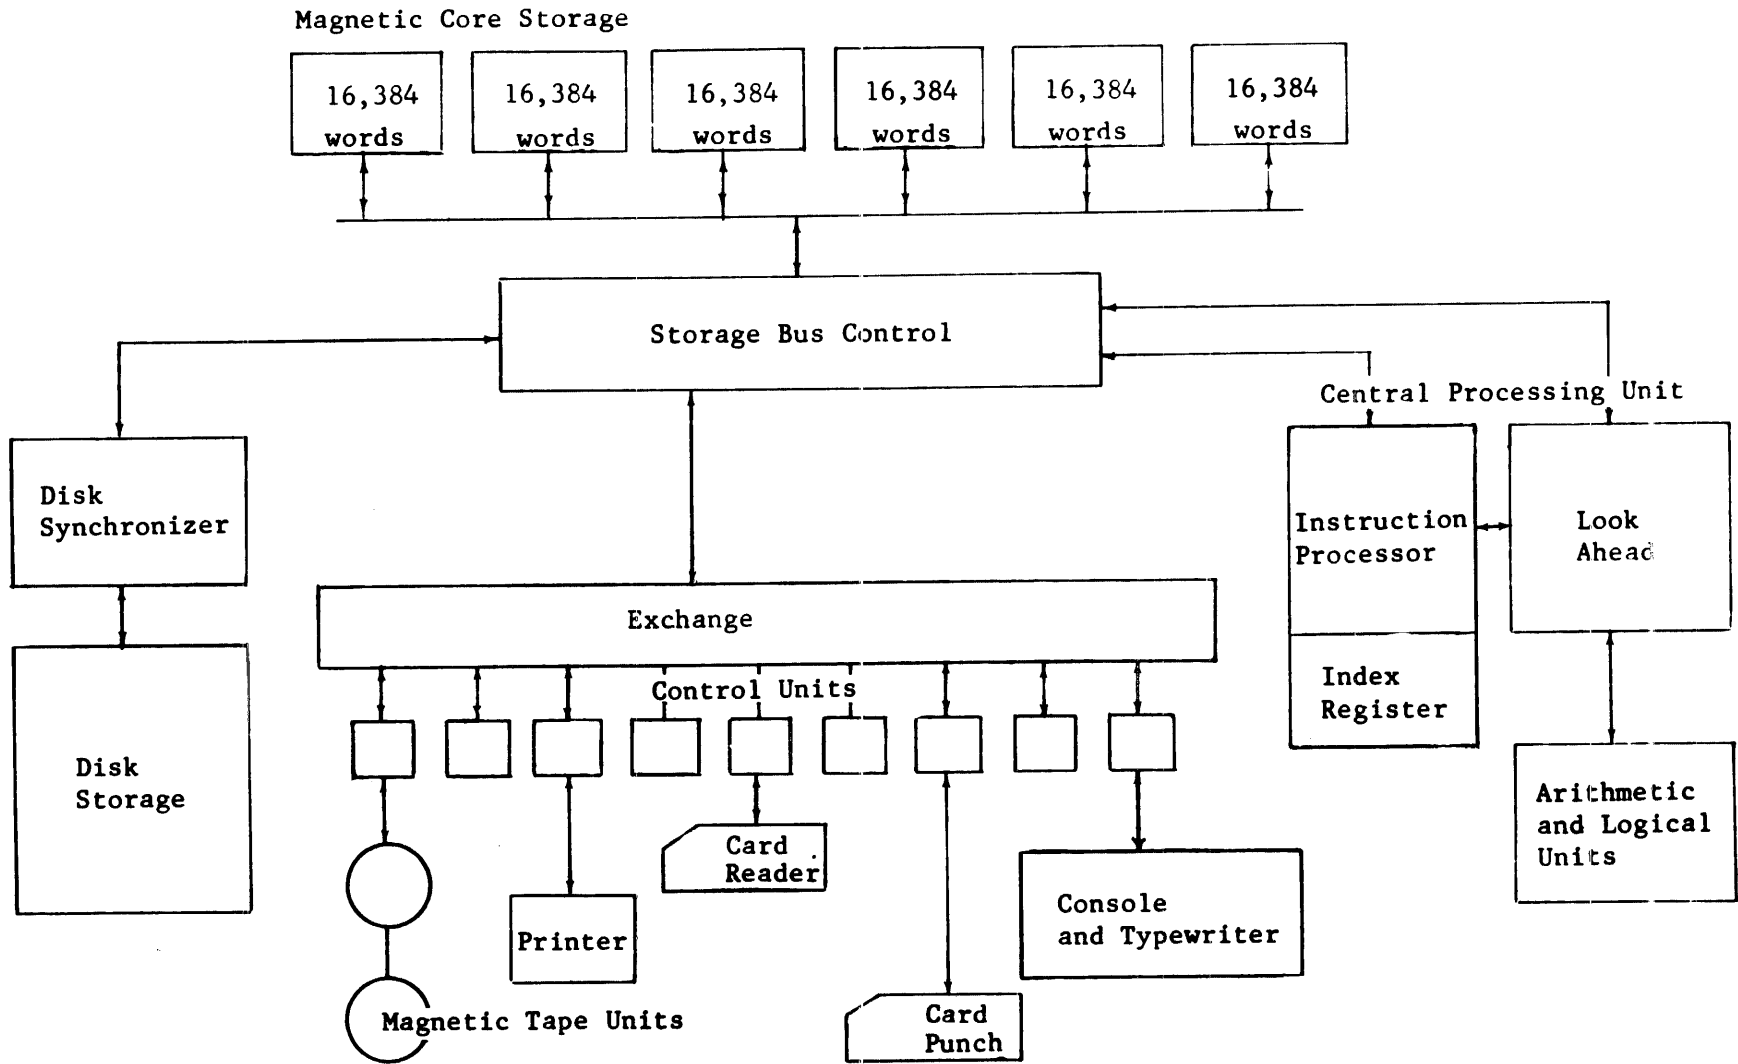 Magnetic Core Storage
16,384
words
16,384
words
16,384
words
16,384
words
16,384
words
16,384
words
Storage Bus Control
Central Processing Unit
Disk
Synchronizer
Instruction
Processor
Look
Ahead
Exchange
Control Units
Index
Register
Disk
Storage
Arithmetic
and Logical
Units
Card
Reader
Printer
Console
and Typewriter
Magnetic Tape Units
Card
Punch